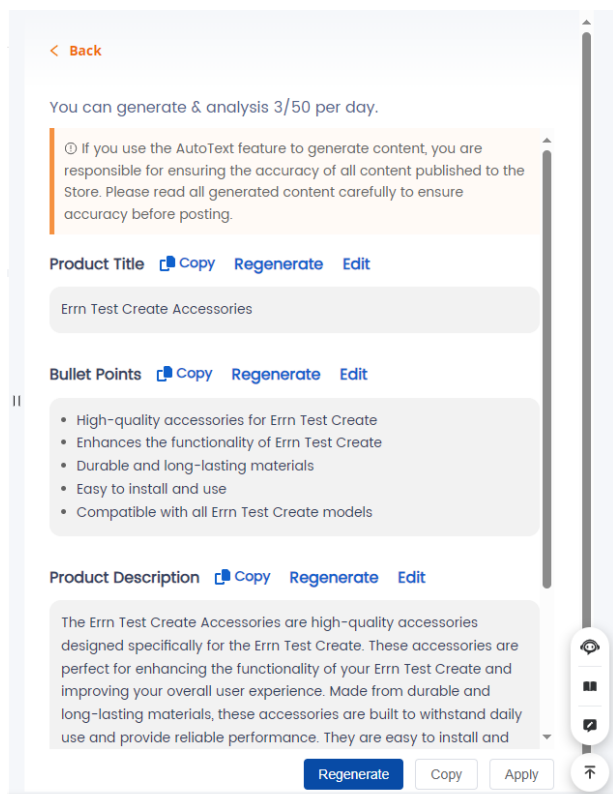 Back
You can generate & analysis 3/50 per day.
If you use the AutoText feature to generate content, you are
responsible for ensuring the accuracy of all content published to the
Store. Please read all generated content carefully to ensure
accuracy before posting.
Product Title Copy Regenerate Edit
Errn Test Create Accessories
Bullet Points Copy Regenerate Edit
• High-quality accessories for Errn Test Create
• Enhances the functionality of Errn Test Create
• Durable and long-lasting materials
• Easy to install and use
• Compatible with all Errn Test Create models
Product Description Copy Regenerate Edit
The Errn Test Create Accessories are high-quality accessories
designed specifically for the Errn Test Create. These accessories are
perfect for enhancing the functionality of your Errn Test Create and
improving your overall user experience. Made from durable and
long-lasting materials, these accessories are built to withstand daily
use and provide reliable performance. They are easy to install and
Regenerate Copy Apply